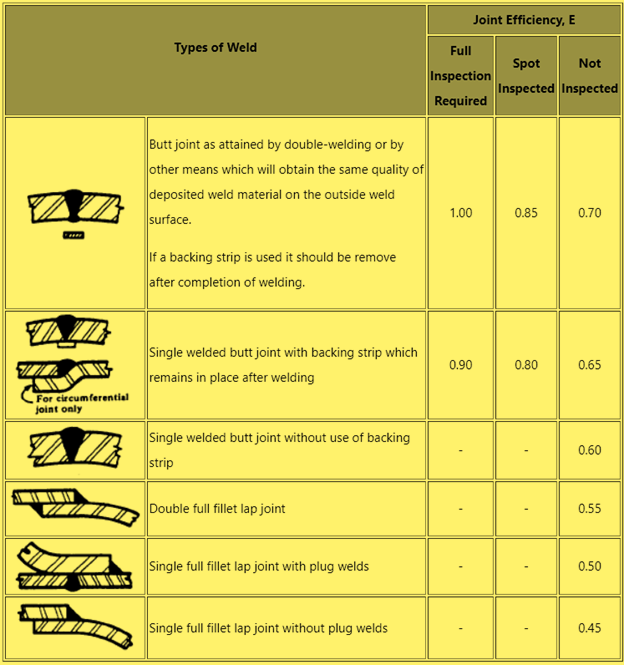 Types of Weld
Joint Efficiency, E
Full
Inspection
Required
Spot
Inspected
Not
Inspected
Butt joint as attained by double-welding or by
other means which will obtain the same quality of
deposited weld material on the outside weld
surface.
If a backing strip is used it should be remove
after completion of welding.
1.00
0.85
0.70
For circumferential
joint only
Single welded butt joint with backing strip which
remains in place after welding
0.90
0.80
0.65
Single welded butt joint without use of backing
strip
-
-
0.60
Double full fillet lap joint
-
-
0.55
Single full fillet lap joint with plug welds
-
-
0.50
Single full fillet lap joint without plug welds
-
-
0.45